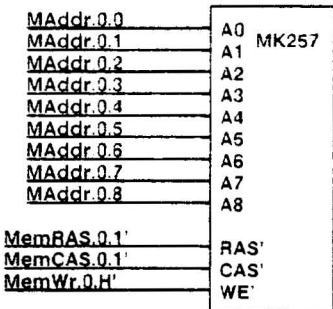 MAddr.0.0
MAddr.0.1
MAddr.0.2
MAddr.0.3
MAddr.0.4
MAddr.0.5
MAddr.0.6
MAddr.0.7
MAddr.0.8
MemRAS.0.1'
MemCAS.0.1'
MemWr.0.H'
A0 MK257
A1
A2
A3
A4
A5
A6
A7
A8
RAS'
CAS'
WE'